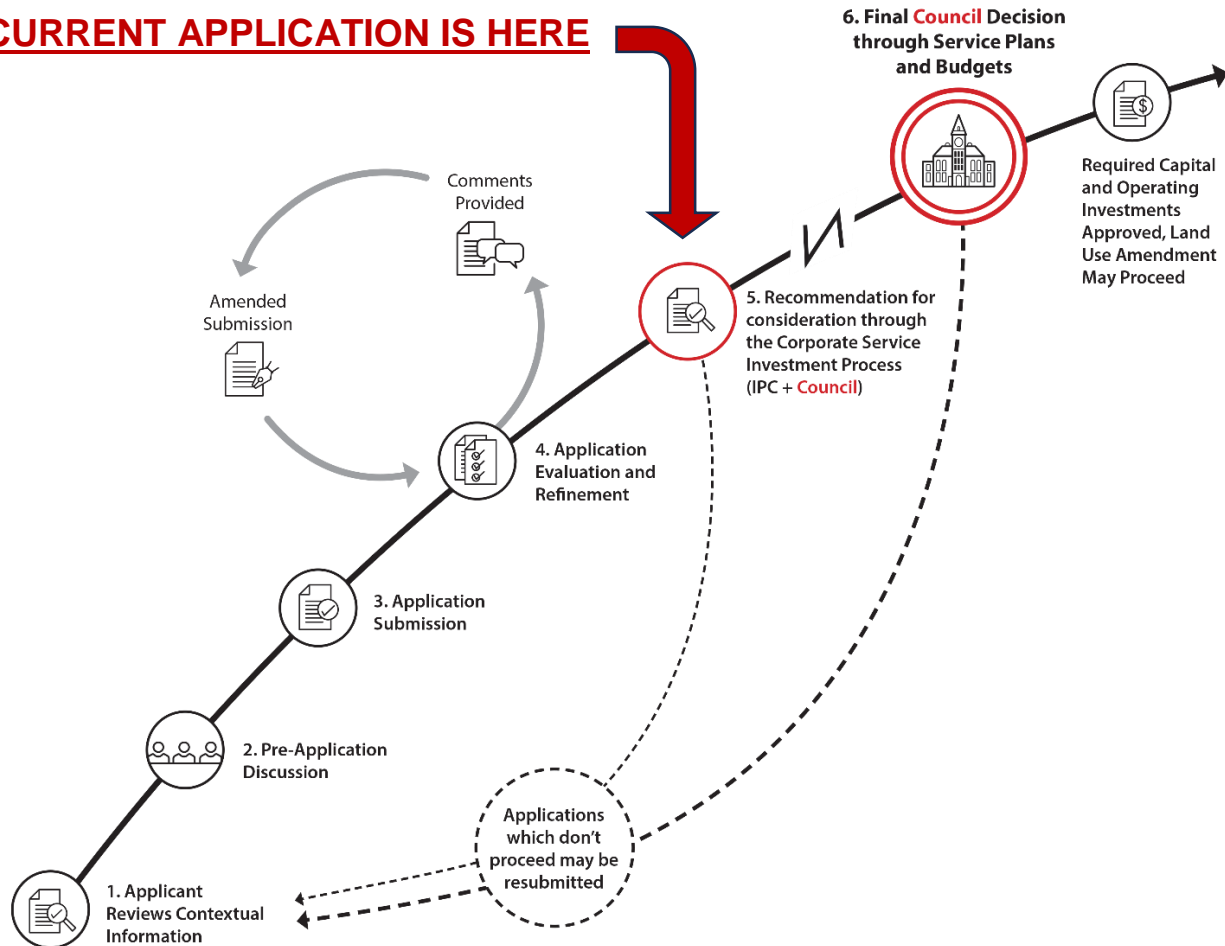 CURRENT APPLICATION IS HERE
6. Final Council Decision
through Service Plans
and Budgets
$
Required Capital
and Operating
Investments
Approved, Land
Use Amendment
May Proceed
Comments
Provided
Amended
Submission
5. Recommendation for
consideration through
the Corporate Service
Investment Process
(IPC + Council)
4. Application
Evaluation and
Refinement
3. Application
Submission
2. Pre-Application
Discussion
Applications
which don't
proceed may be
resubmitted
1. Applicant
Reviews Contextual
Information